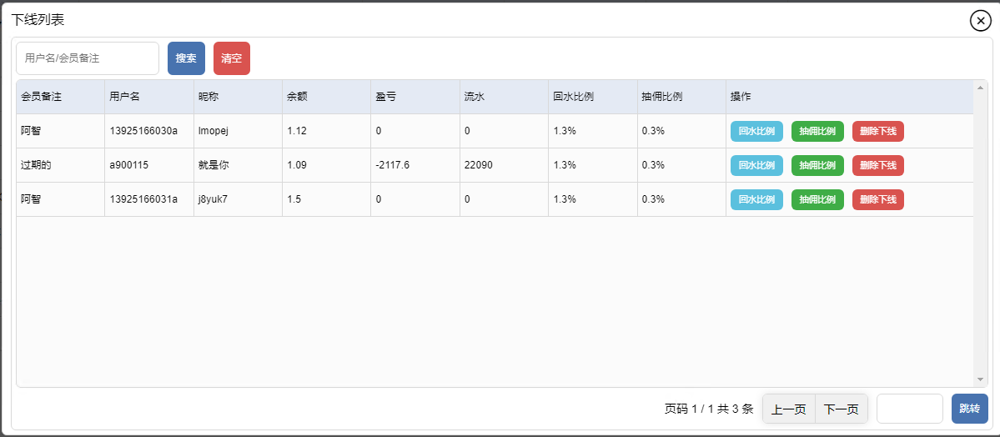 下线列表
用户名/会员备注 搜索 清空
会员备注 用户名 昵称 余额 盈亏 流水 回水比例 抽佣比例 操作
阿智 13925166030a lmopej 1.12 0 0 1.3% 0.3% 回水比例 抽佣比例 删除下线
过期的 a900115 就是你 1.09 -2117.6 22090 1.3% 0.3% 回水比例 抽佣比例 删除下线
阿智 13925166031a j8yuk7 1.5 0 0 1.3% 0.3% 回水比例 抽佣比例 删除下线
页码 1 / 1 共 3 条 上一页 下一页 跳转